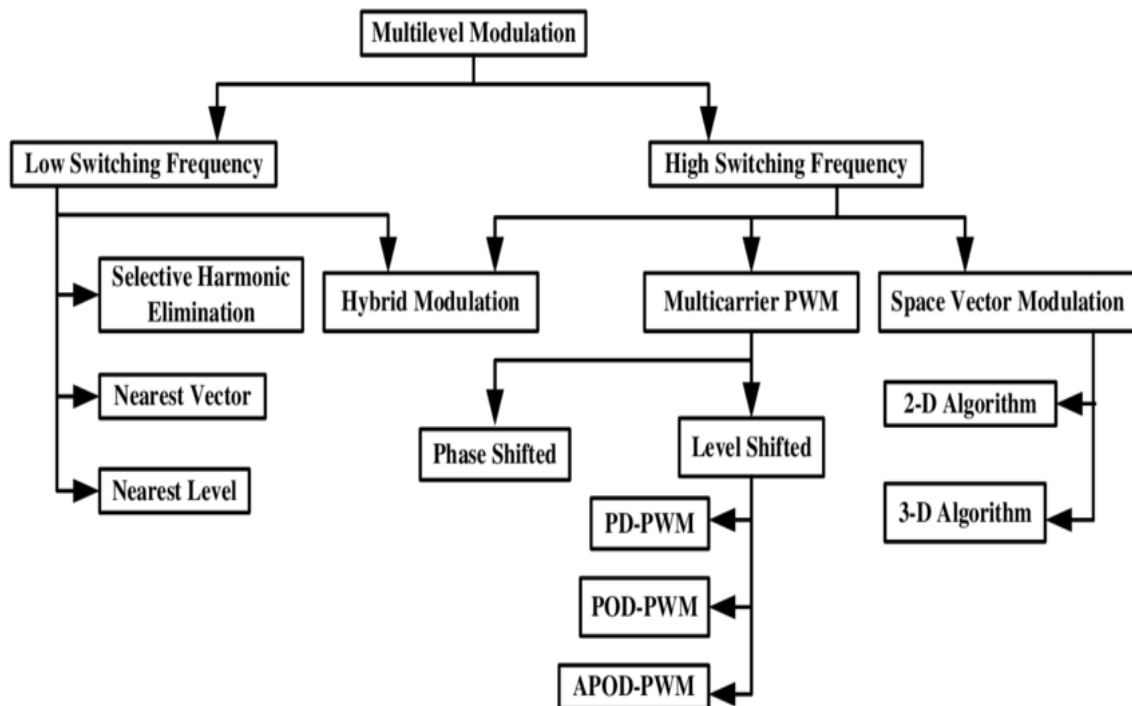 Multilevel Modulation
Low Switching Frequency
High Switching Frequency
Selective Harmonic
Elimination
Hybrid Modulation
Multicarrier PWM
Space Vector Modulation
Nearest Vector
2-D Algorithm
Phase Shifted
Level Shifted
Nearest Level
3-D Algorithm
PD-PWM
POD-PWM
APOD-PWM